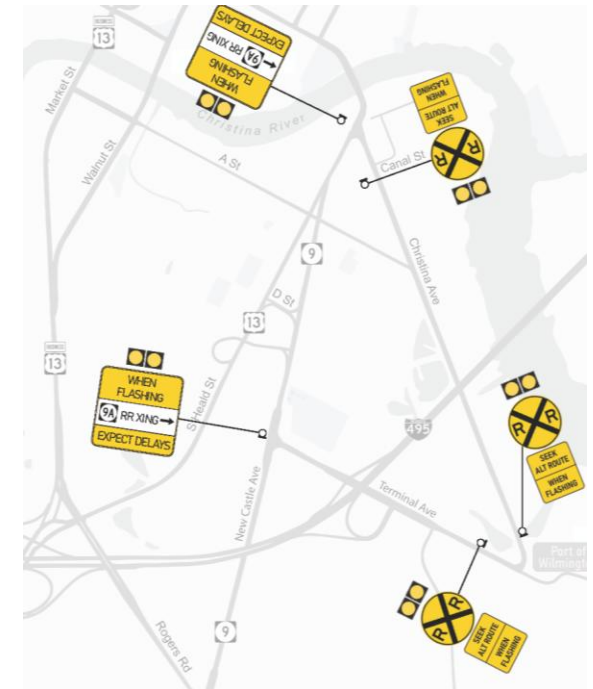 BUSINESS
13
EXPECT DELAYS
9A RR XING
WHEN
FLASHING
Market St
Walnut St
Christina River
A St
SEEK
ALT ROUTE
WHEN
FLASHING
R R
Canal St
Christina Ave
9
D St
13
13
S Heald St
WHEN
FLASHING
9A RR XING
EXPECT DELAYS
495
R R
SEEK
ALT ROUTE
WHEN
FLASHING
New Castle Ave
Terminal Ave
Port of
Wilmington
R R
SEEK
ALT ROUTE
WHEN
FLASHING
Rogers Rd
9